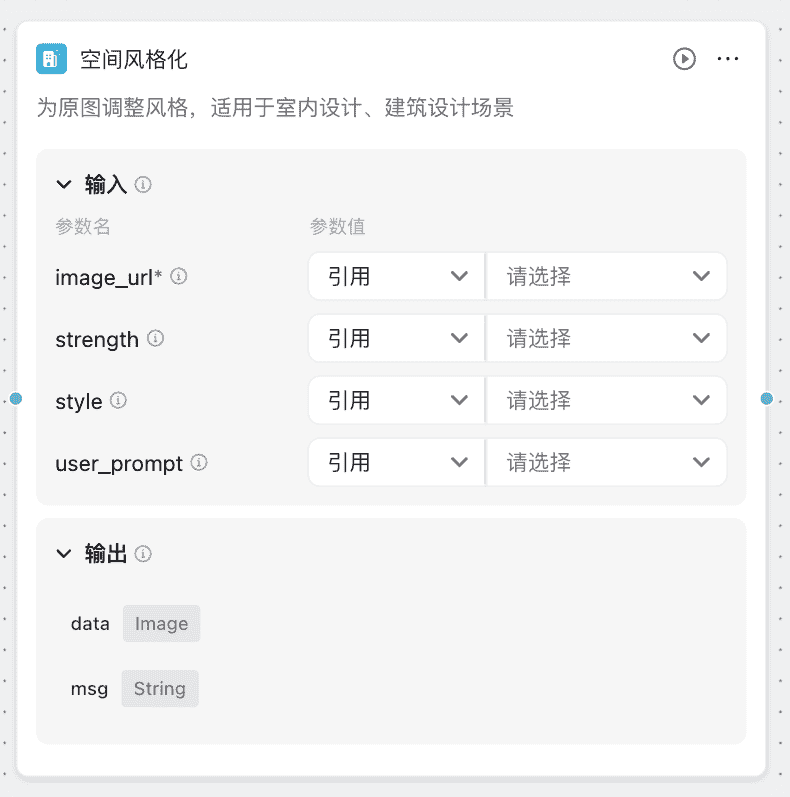 空间风格化
为原图调整风格，适用于室内设计、建筑设计场景
输入
参数名 参数值
image_url* 引用 请选择
strength 引用 请选择
style 引用 请选择
user_prompt 引用 请选择
输出
data Image
msg String